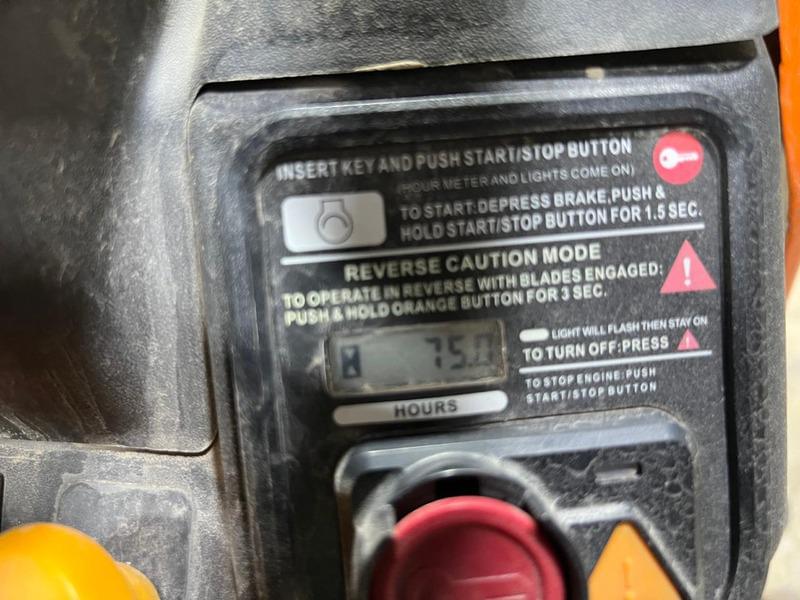 INSERT KEY AND PUSH START/STOP BUTTON
(HOUR METER AND LIGHTS COME ON)
TO START:DEPRESS BRAKE,PUSH &
HOLD START/STOP BUTTON FOR 1.5 SEC.
REVERSE CAUTION MODE
TO OPERATE IN REVERSE WITH BLADES ENGAGED:
PUSH & HOLD ORANGE BUTTON FOR 3 SEC.
LIGHT WILL FLASH THEN STAY ON
TO TURN OFF:PRESS
TO STOP ENGINE:PUSH
START/STOP BUTTON
75.0
HOURS